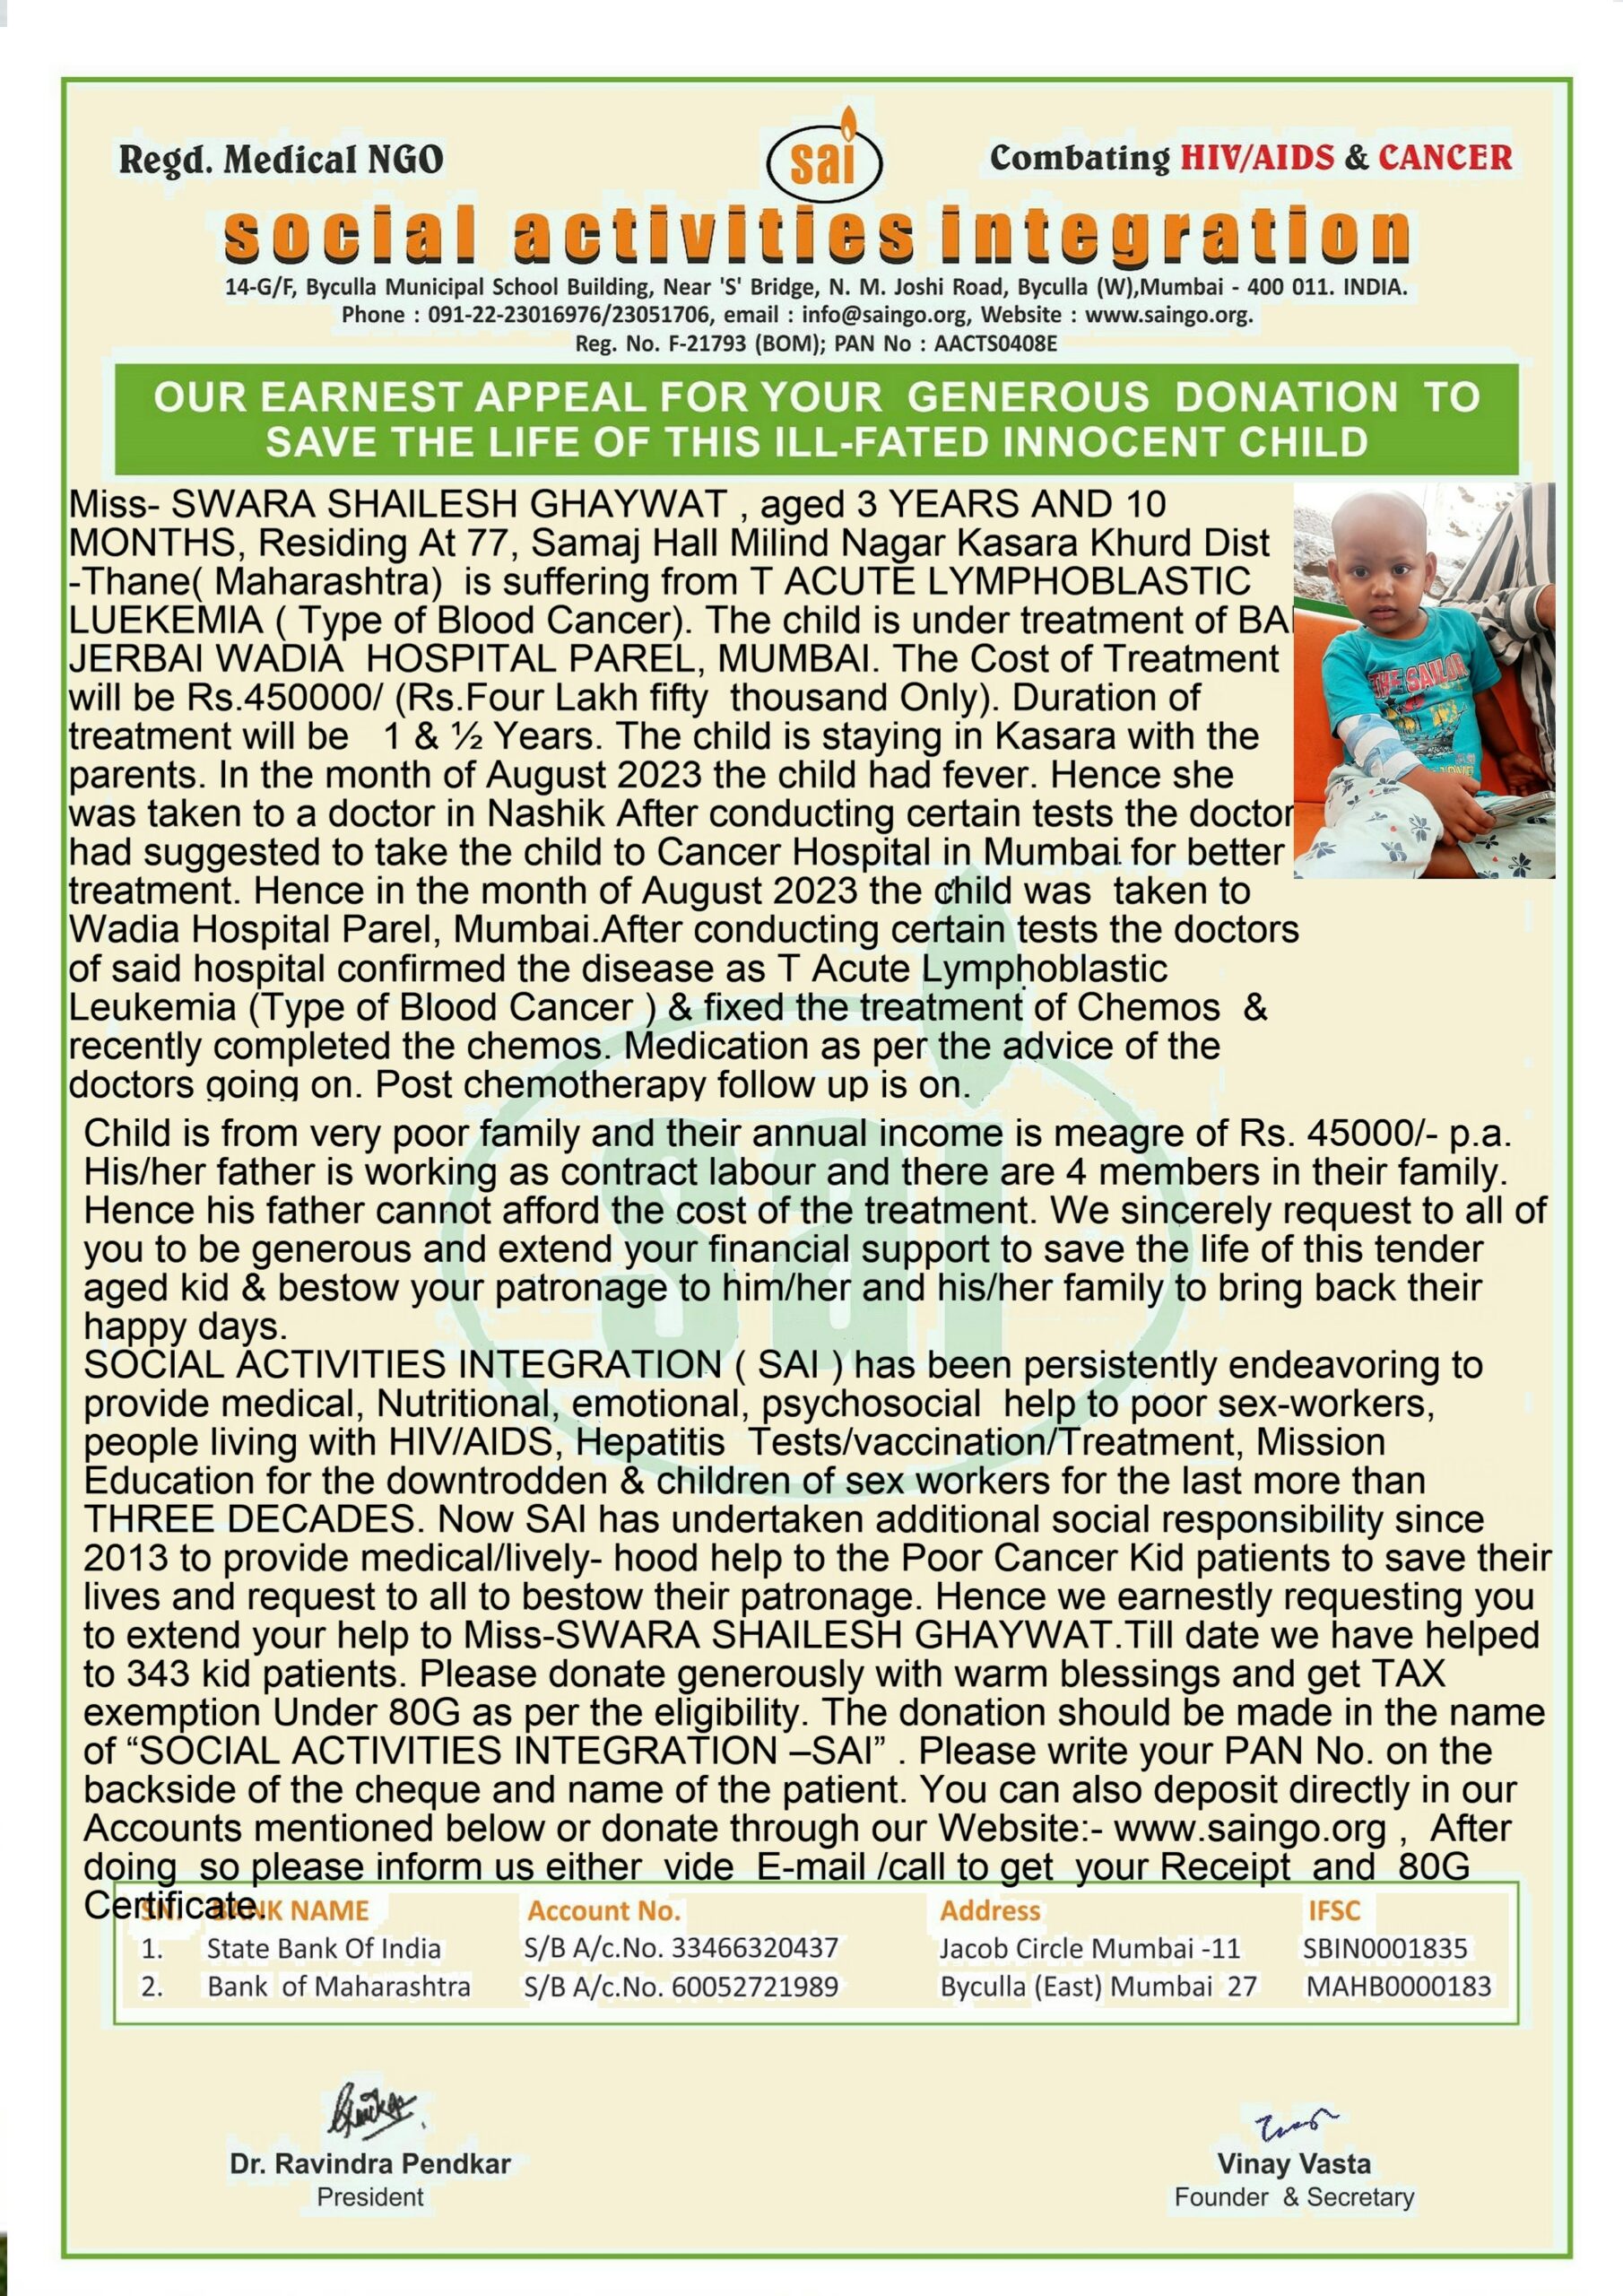 Regd. Medical NGO
sai
Combating HIV/AIDS & CANCER
social activities integration
14-G/F, Byculla Municipal School Building, Near 'S' Bridge, N. M. Joshi Road, Byculla (W),Mumbai - 400 011. INDIA.
Phone : 091-22-23016976/23051706, email : info@saingo.org, Website : www.saingo.org.
Reg. No. F-21793 (BOM); PAN No : AACTS0408E
OUR EARNEST APPEAL FOR YOUR GENEROUS DONATION TO
SAVE THE LIFE OF THIS ILL-FATED INNOCENT CHILD
Miss- SWARA SHAILESH GHAYWAT , aged 3 YEARS AND 10
MONTHS, Residing At 77, Samaj Hall Milind Nagar Kasara Khurd Dist
-Thane( Maharashtra) is suffering from T ACUTE LYMPHOBLASTIC
LUEKEMIA ( Type of Blood Cancer). The child is under treatment of BAI
JERBAI WADIA HOSPITAL PAREL, MUMBAI. The Cost of Treatment
will be Rs.450000/ (Rs.Four Lakh fifty thousand Only). Duration of
treatment will be 1 & ½ Years. The child is staying in Kasara with the
parents. In the month of August 2023 the child had fever. Hence she
was taken to a doctor in Nashik After conducting certain tests the doctor
had suggested to take the child to Cancer Hospital in Mumbai for better
treatment. Hence in the month of August 2023 the child was taken to
Wadia Hospital Parel, Mumbai.After conducting certain tests the doctors
of said hospital confirmed the disease as T Acute Lymphoblastic
Leukemia (Type of Blood Cancer ) & fixed the treatment of Chemos &
recently completed the chemos. Medication as per the advice of the
doctors going on. Post chemotherapy follow up is on.
THE SAILOR
Child is from very poor family and their annual income is meagre of Rs. 45000/- p.a.
His/her father is working as contract labour and there are 4 members in their family.
Hence his father cannot afford the cost of the treatment. We sincerely request to all of
you to be generous and extend your financial support to save the life of this tender
aged kid & bestow your patronage to him/her and his/her family to bring back their
happy days.
SOCIAL ACTIVITIES INTEGRATION ( SAI ) has been persistently endeavoring to
provide medical, Nutritional, emotional, psychosocial help to poor sex-workers,
people living with HIV/AIDS, Hepatitis Tests/vaccination/Treatment, Mission
Education for the downtrodden & children of sex workers for the last more than
THREE DECADES. Now SAI has undertaken additional social responsibility since
2013 to provide medical/lively- hood help to the Poor Cancer Kid patients to save their
lives and request to all to bestow their patronage. Hence we earnestly requesting you
to extend your help to Miss-SWARA SHAILESH GHAYWAT.Till date we have helped
to 343 kid patients. Please donate generously with warm blessings and get TAX
exemption Under 80G as per the eligibility. The donation should be made in the name
of “SOCIAL ACTIVITIES INTEGRATION –SAI” . Please write your PAN No. on the
backside of the cheque and name of the patient. You can also deposit directly in our
Accounts mentioned below or donate through our Website:- www.saingo.org , After
doing so please inform us either vide E-mail /call to get your Receipt and 80G
Certificate.
SN. BANK NAME Account No. Address IFSC
1. State Bank Of India S/B A/c.No. 33466320437 Jacob Circle Mumbai -11 SBIN0001835
2. Bank of Maharashtra S/B A/c.No. 60052721989 Byculla (East) Mumbai 27 MAHB0000183
Dr. Ravindra Pendkar
President
Vinay Vasta
Founder & Secretary